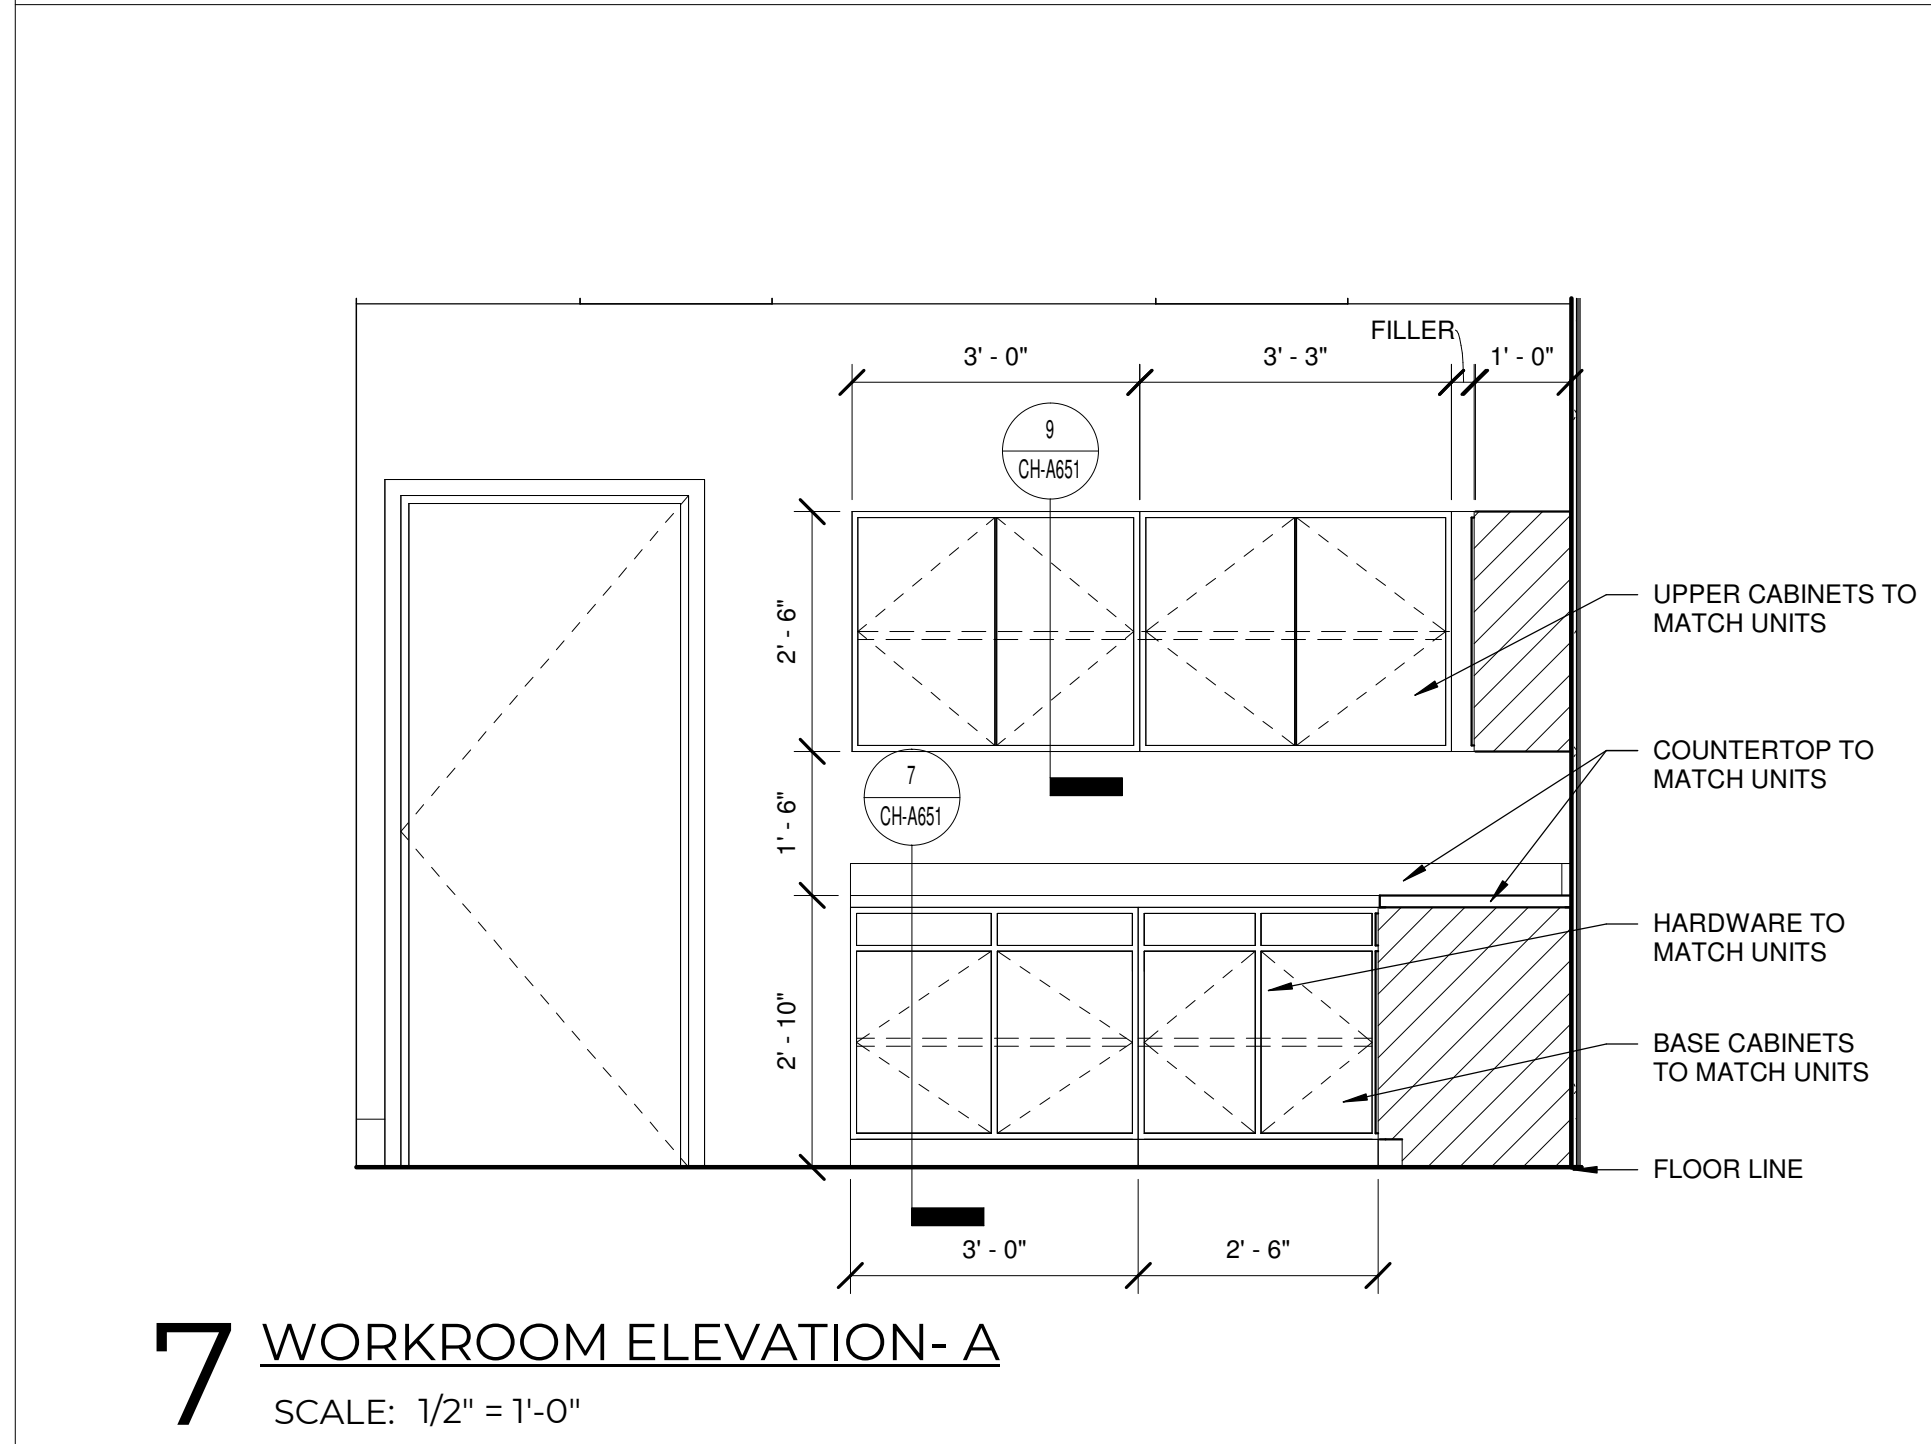 FILLER
3' - 0"
3' - 3"
1' - 0"
9
CH-A651
2' - 6"
UPPER CABINETS TO
MATCH UNITS
COUNTERTOP TO
MATCH UNITS
7
CH-A651
1' - 6"
HARDWARE TO
MATCH UNITS
2' - 10"
BASE CABINETS
TO MATCH UNITS
FLOOR LINE
3' - 0"
2' - 6"
7
WORKROOM ELEVATION- A
SCALE: 1/2" = 1'-0"